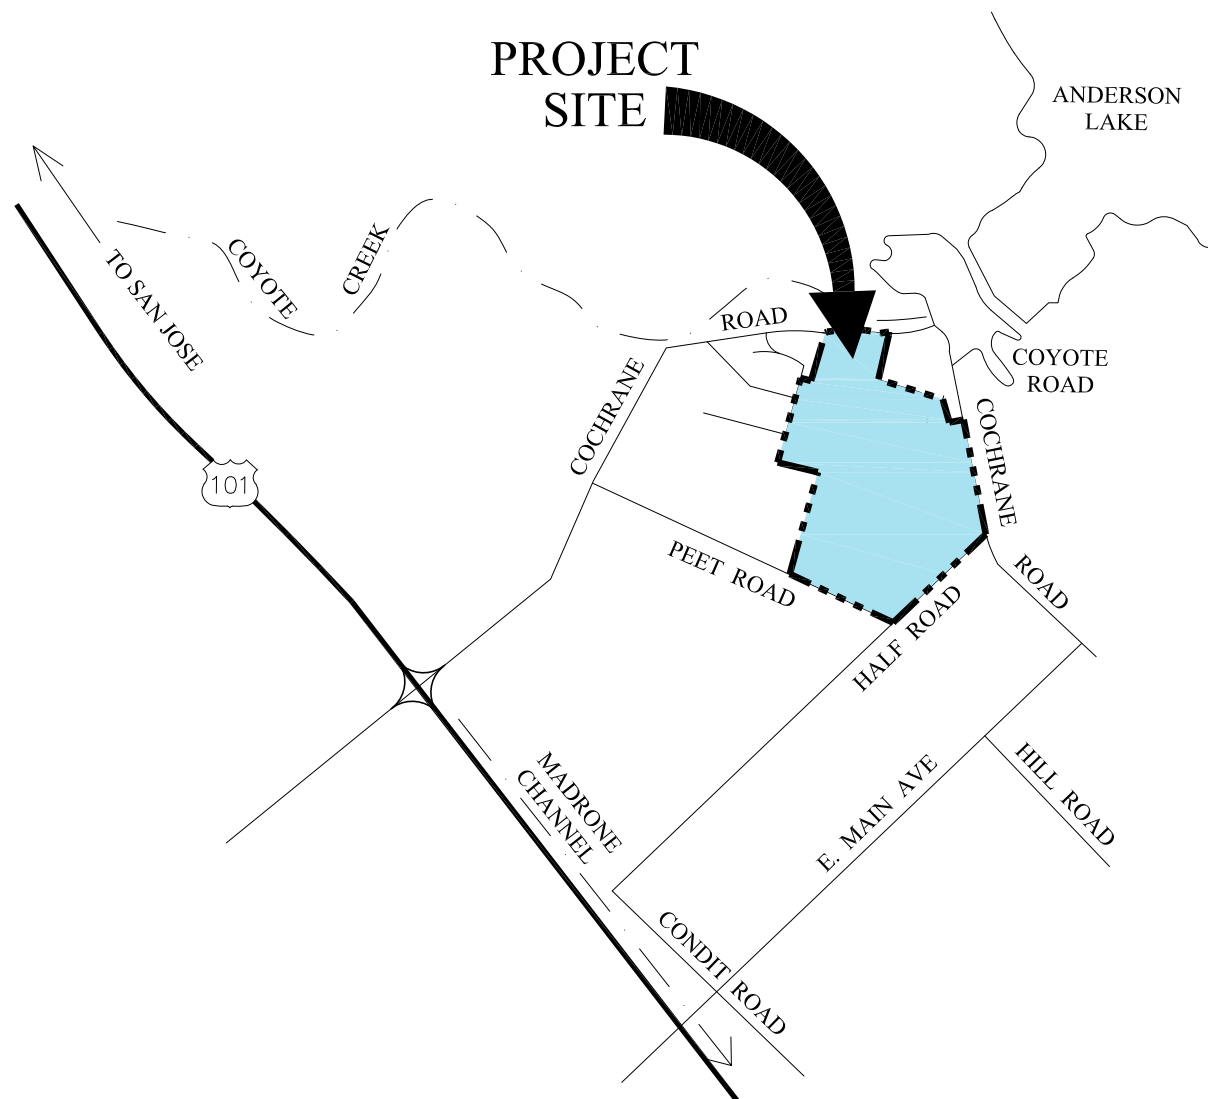 PROJECT
SITE
ANDERSON
LAKE
TO SAN JOSE
COYOTE
CREEK
ROAD
COYOTE
ROAD
COCHRANE
COCHRANE
101
PEET ROAD
ROAD
HALF ROAD
MADRONE
CHANNEL
E. MAIN AVE
HILL ROAD
CONDIT ROAD